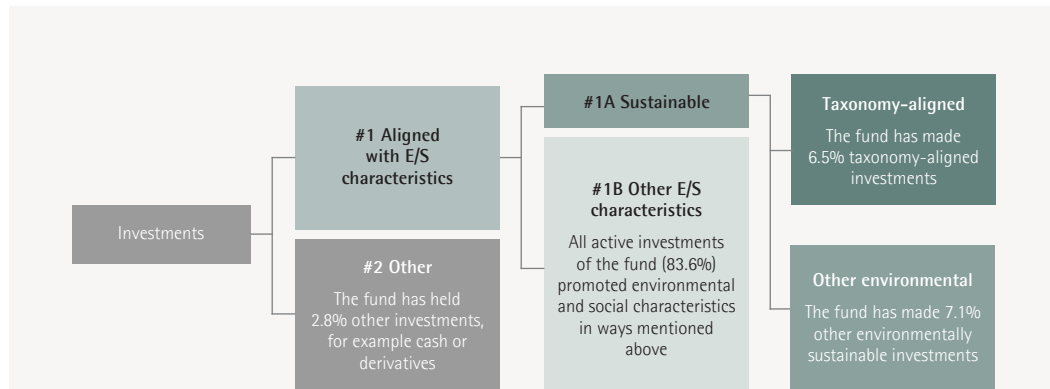 Investments
#1 Aligned
with E/S
characteristics
#2 Other
The fund has held
2.8% other investments,
for example cash or
derivatives
#1A Sustainable
#1B Other E/S
characteristics
All active investments
of the fund (83.6%)
promoted environmental
and social characteristics
in ways mentioned
above
Taxonomy-aligned
The fund has made
6.5% taxonomy-aligned
investments
Other environmental
The fund has made 7.1%
other environmentally
sustainable investments